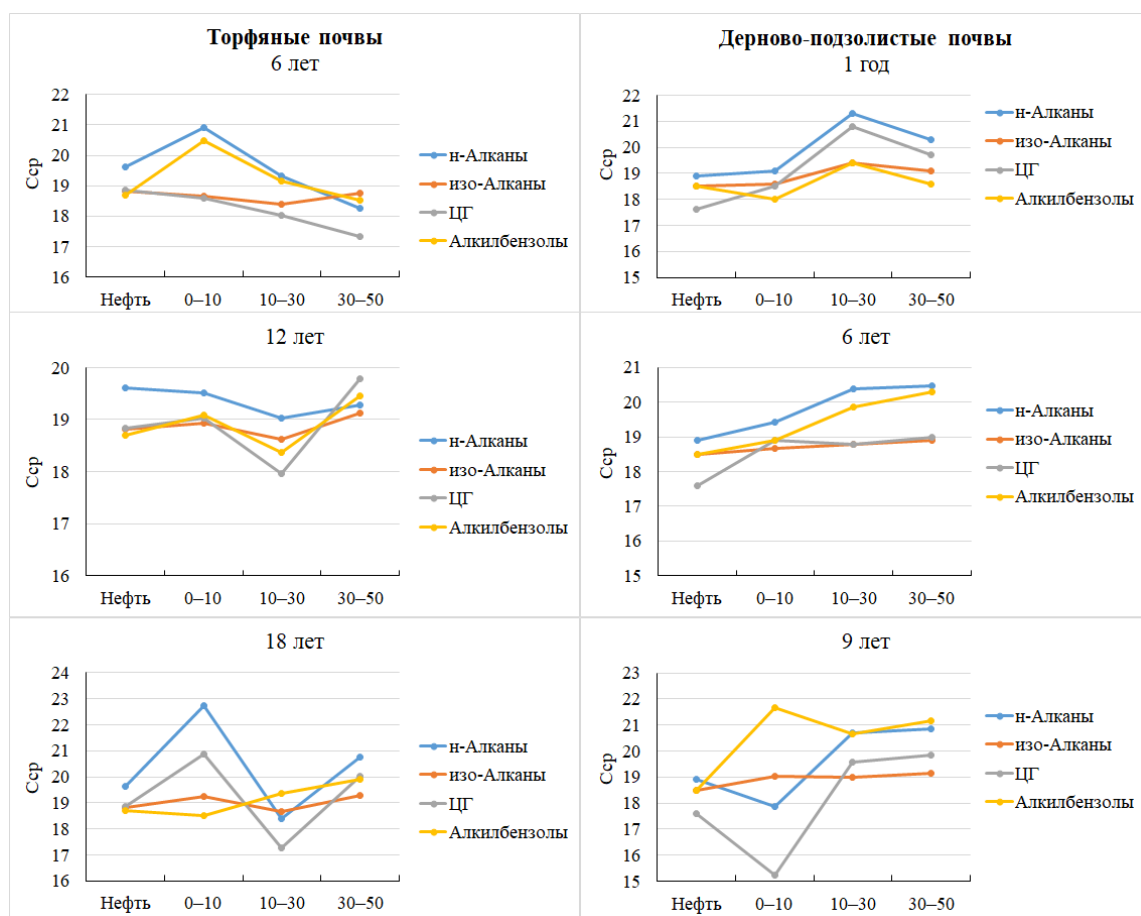 Торфяные почвы
6 лет
22
21
20
19
18
17
16
Сср
Нефть 0–10 10–30 30–50
н-Алканы
изо-Алканы
ЦГ
Алкилбензолы
Дерново-подзолистые почвы
1 год
22
21
20
19
18
17
16
15
Сср
Нефть 0–10 10–30 30–50
н-Алканы
изо-Алканы
ЦГ
Алкилбензолы
12 лет
20
19
18
17
16
Сср
Нефть 0–10 10–30 30–50
н-Алканы
изо-Алканы
ЦГ
Алкилбензолы
6 лет
21
20
19
18
17
16
15
Сср
Нефть 0–10 10–30 30–50
н-Алканы
изо-Алканы
ЦГ
Алкилбензолы
18 лет
24
23
22
21
20
19
18
17
16
Сср
Нефть 0–10 10–30 30–50
н-Алканы
изо-Алканы
ЦГ
Алкилбензолы
9 лет
23
22
21
20
19
18
17
16
15
Сср
Нефть 0–10 10–30 30–50
н-Алканы
изо-Алканы
ЦГ
Алкилбензолы